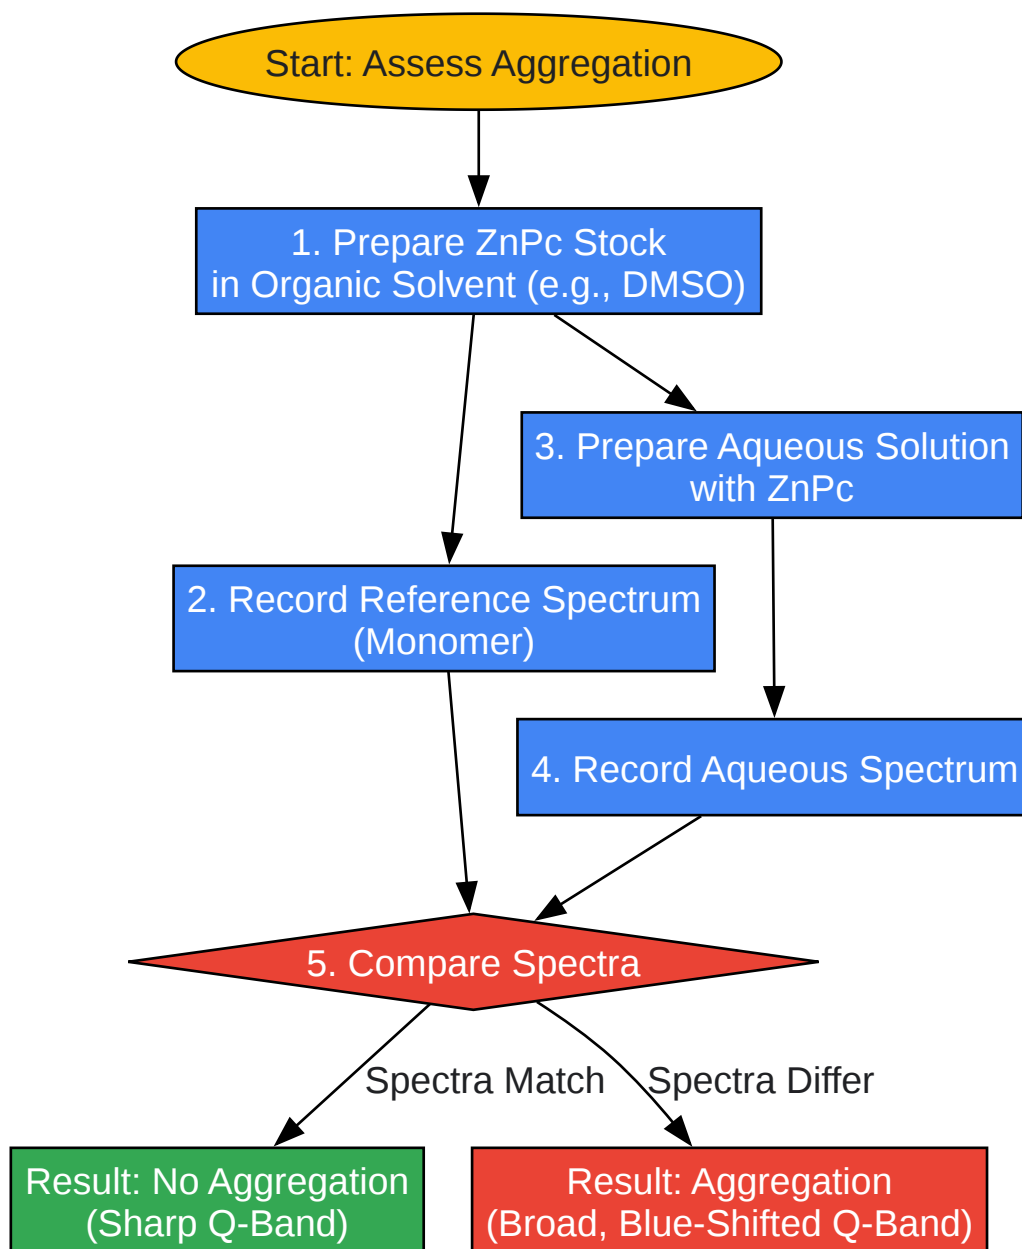 Start: Assess Aggregation
1. Prepare ZnPc Stock
in Organic Solvent (e.g., DMSO)
3. Prepare Aqueous Solution
with ZnPc
2. Record Reference Spectrum
(Monomer)
4. Record Aqueous Spectrum
5. Compare Spectra
Spectra Match
Spectra Differ
Result: No Aggregation
(Sharp Q-Band)
Result: Aggregation
(Broad, Blue-Shifted Q-Band)